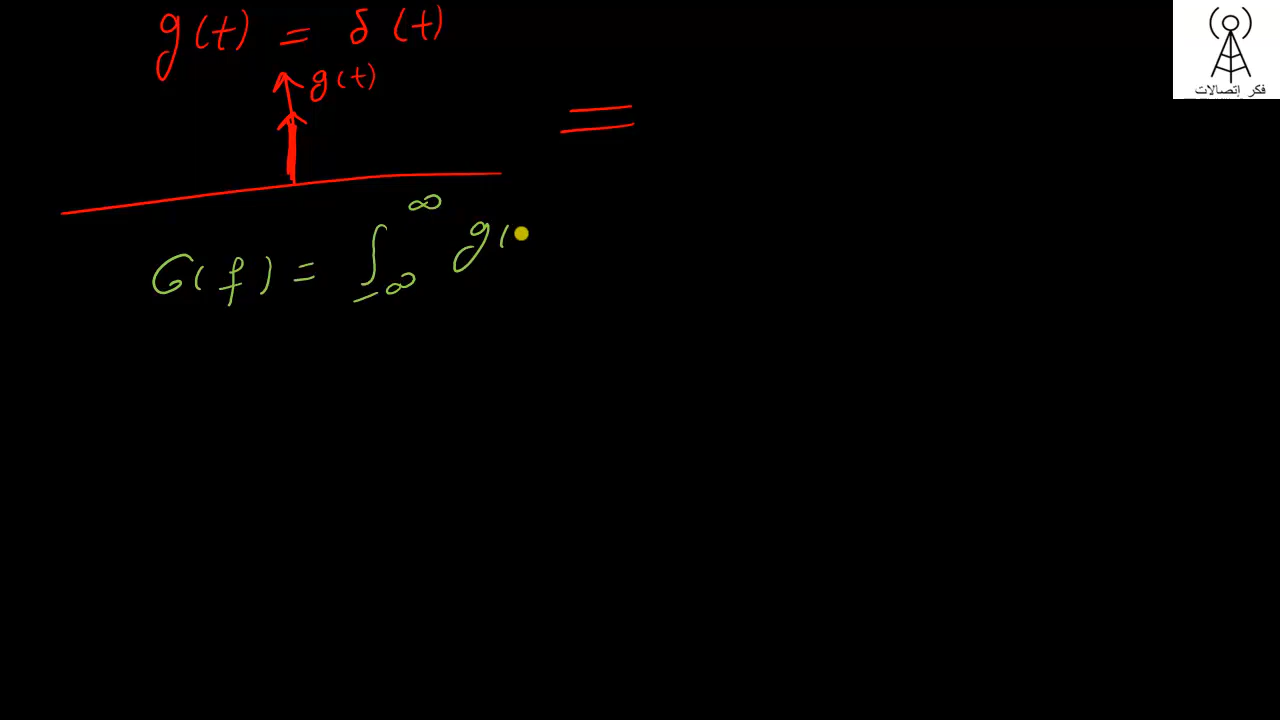 g(t) = δ(t)
g(t)
=
G(f) = ∫_{-∞}^{∞} g(
فكر إتصالات